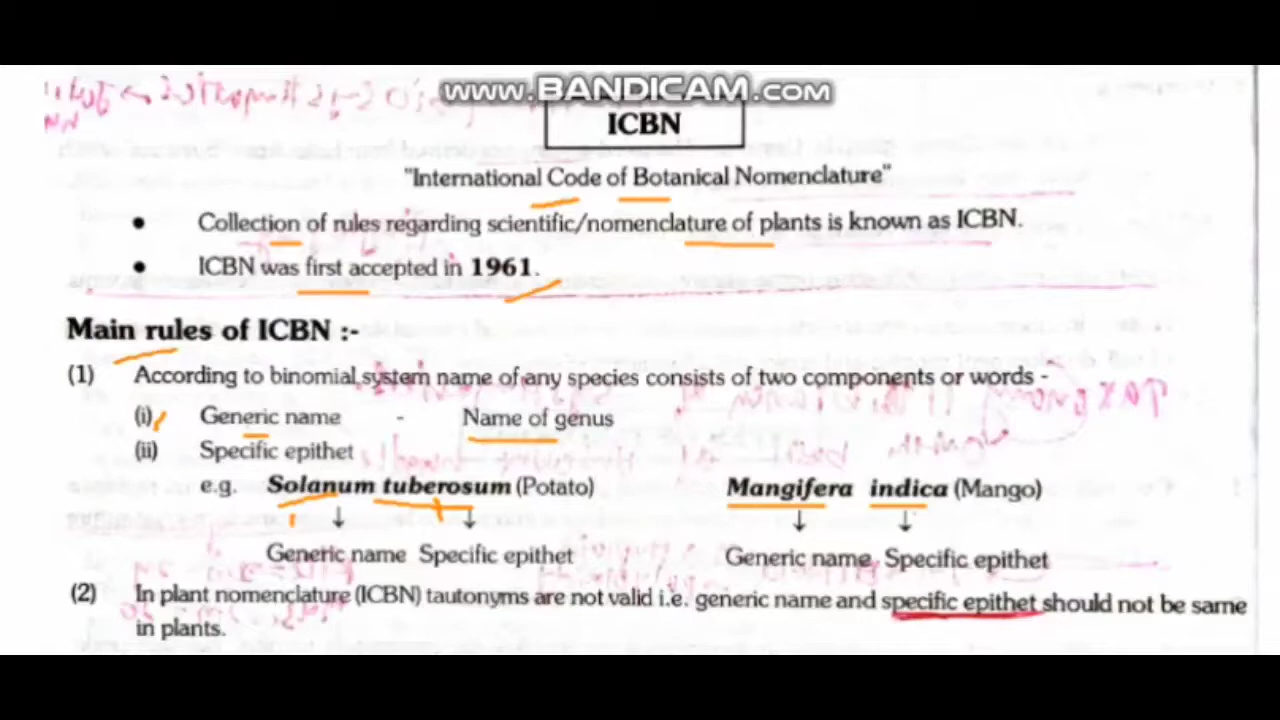 www.BANDICAM.com
ICBN
"International Code of Botanical Nomenclature"
• Collection of rules regarding scientific/nomenclature of plants is known as ICBN.
• ICBN was first accepted in 1961.
Main rules of ICBN :-
(1) According to binomial system name of any species consists of two components or words -
(i) Generic name - Name of genus
(ii) Specific epithet
e.g. Solanum tuberosum (Potato) Mangifera indica (Mango)
↓ ↓ ↓ ↓
Generic name Specific epithet Generic name Specific epithet
(2) In plant nomenclature (ICBN) tautonyms are not valid i.e. generic name and specific epithet should not be same
in plants.